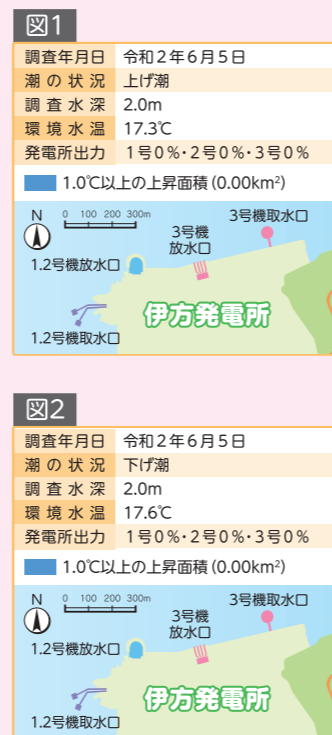 図1
調査年月日 令和2年6月5日
潮の状況 上げ潮
調査水深 2.0m
環境水温 17.3℃
発電所出力 1号0%・2号0%・3号0%
1.0℃以上の上昇面積(0.00km²)
N 0 100 200 300m
3号機取水口
3号機
放水口
1.2号機放水口
伊方発電所
1.2号機取水口
図2
調査年月日 令和2年6月5日
潮の状況 下げ潮
調査水深 2.0m
環境水温 17.6℃
発電所出力 1号0%・2号0%・3号0%
1.0℃以上の上昇面積(0.00km²)
N 0 100 200 300m
3号機取水口
3号機
放水口
1.2号機放水口
伊方発電所
1.2号機取水口